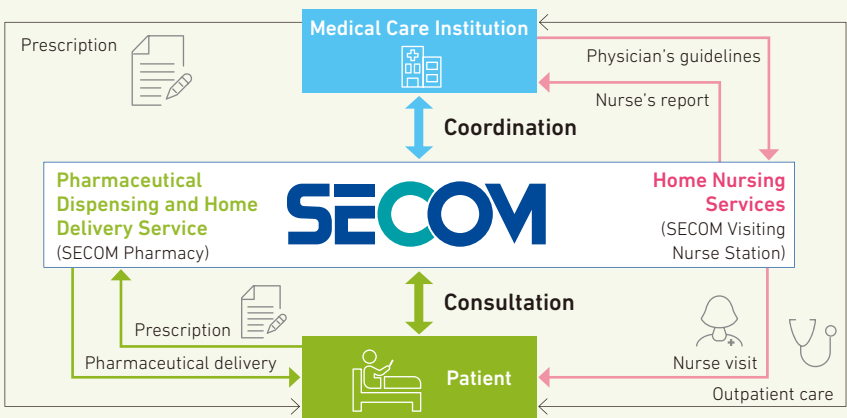 Medical Care Institution
Prescription
Physician's guidelines
Nurse's report
Coordination
Pharmaceutical
Dispensing and Home
Delivery Service
(SECOM Pharmacy)
SECOM
Home Nursing
Services
(SECOM Visiting
Nurse Station)
Consultation
Prescription
Pharmaceutical delivery
Nurse visit
Patient
Outpatient care